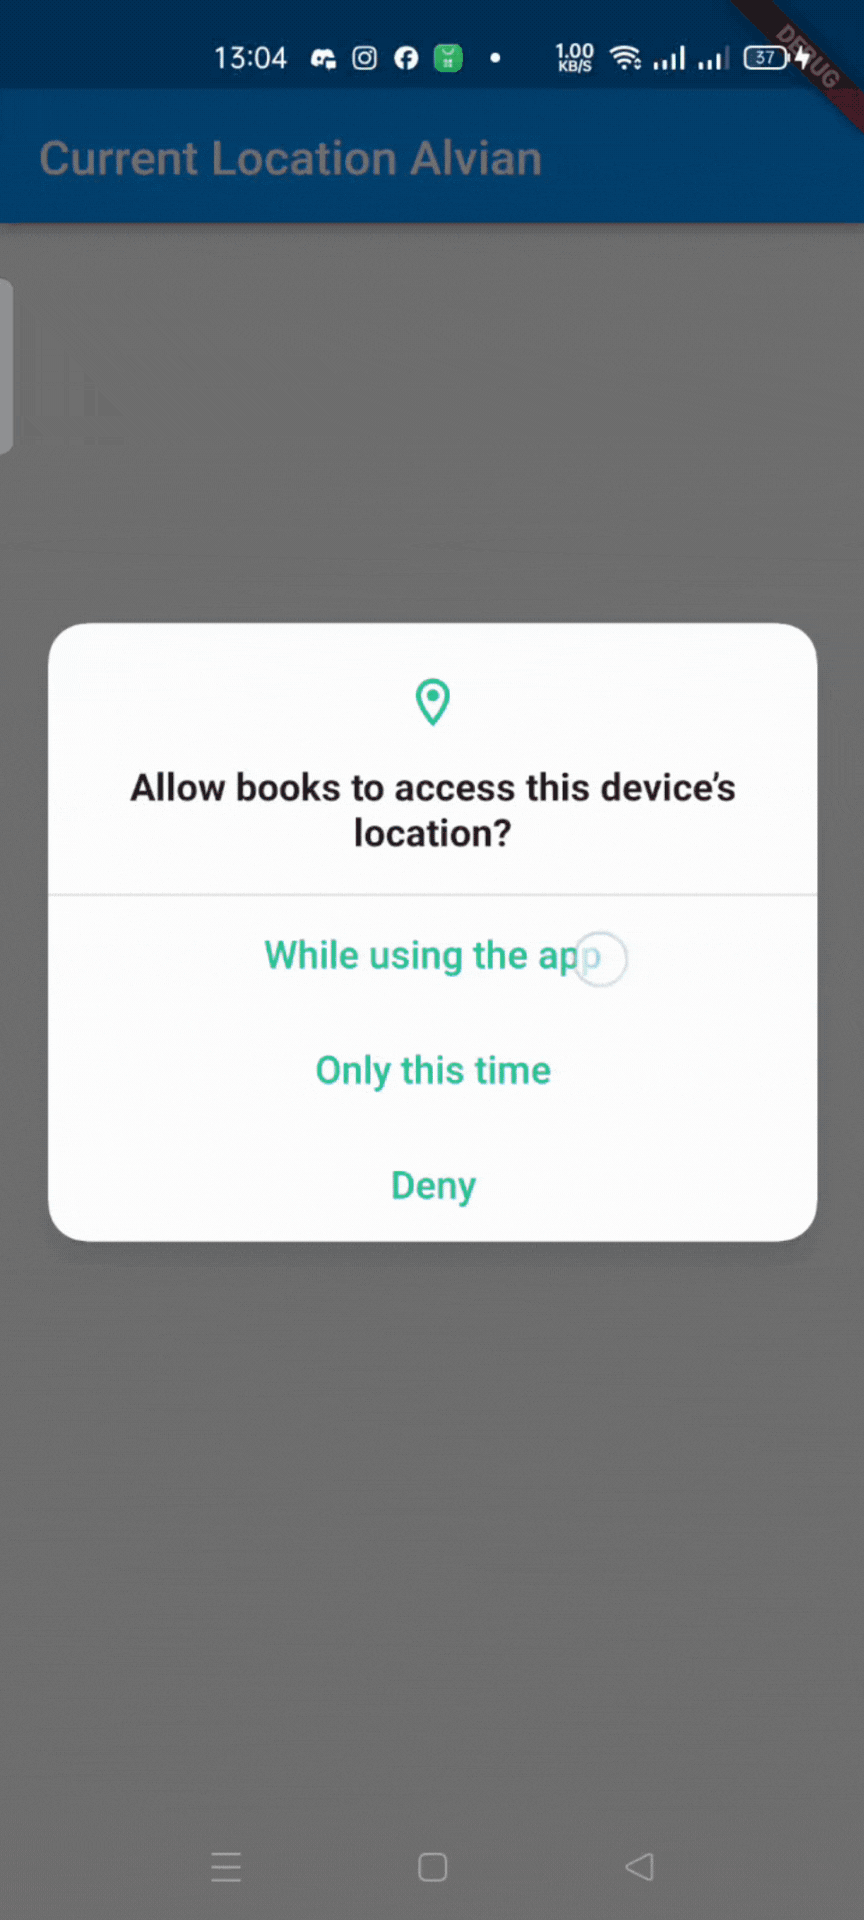 13:04 1.00 KB/S 37
DEBUG
Current Location Alvian
Allow books to access this device’s
location?
While using the app
Only this time
Deny